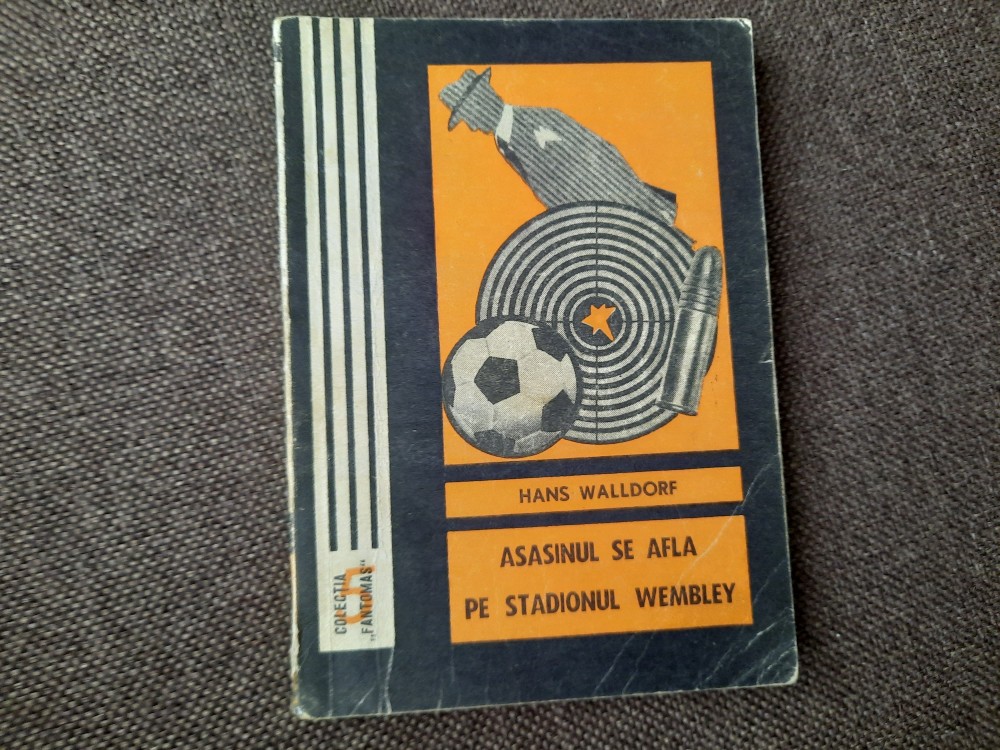 HANS WALLDORF
ASASINUL SE AFLA
PE STADIONUL WEMBLEY
COLECTIA
„FANTOMAS“